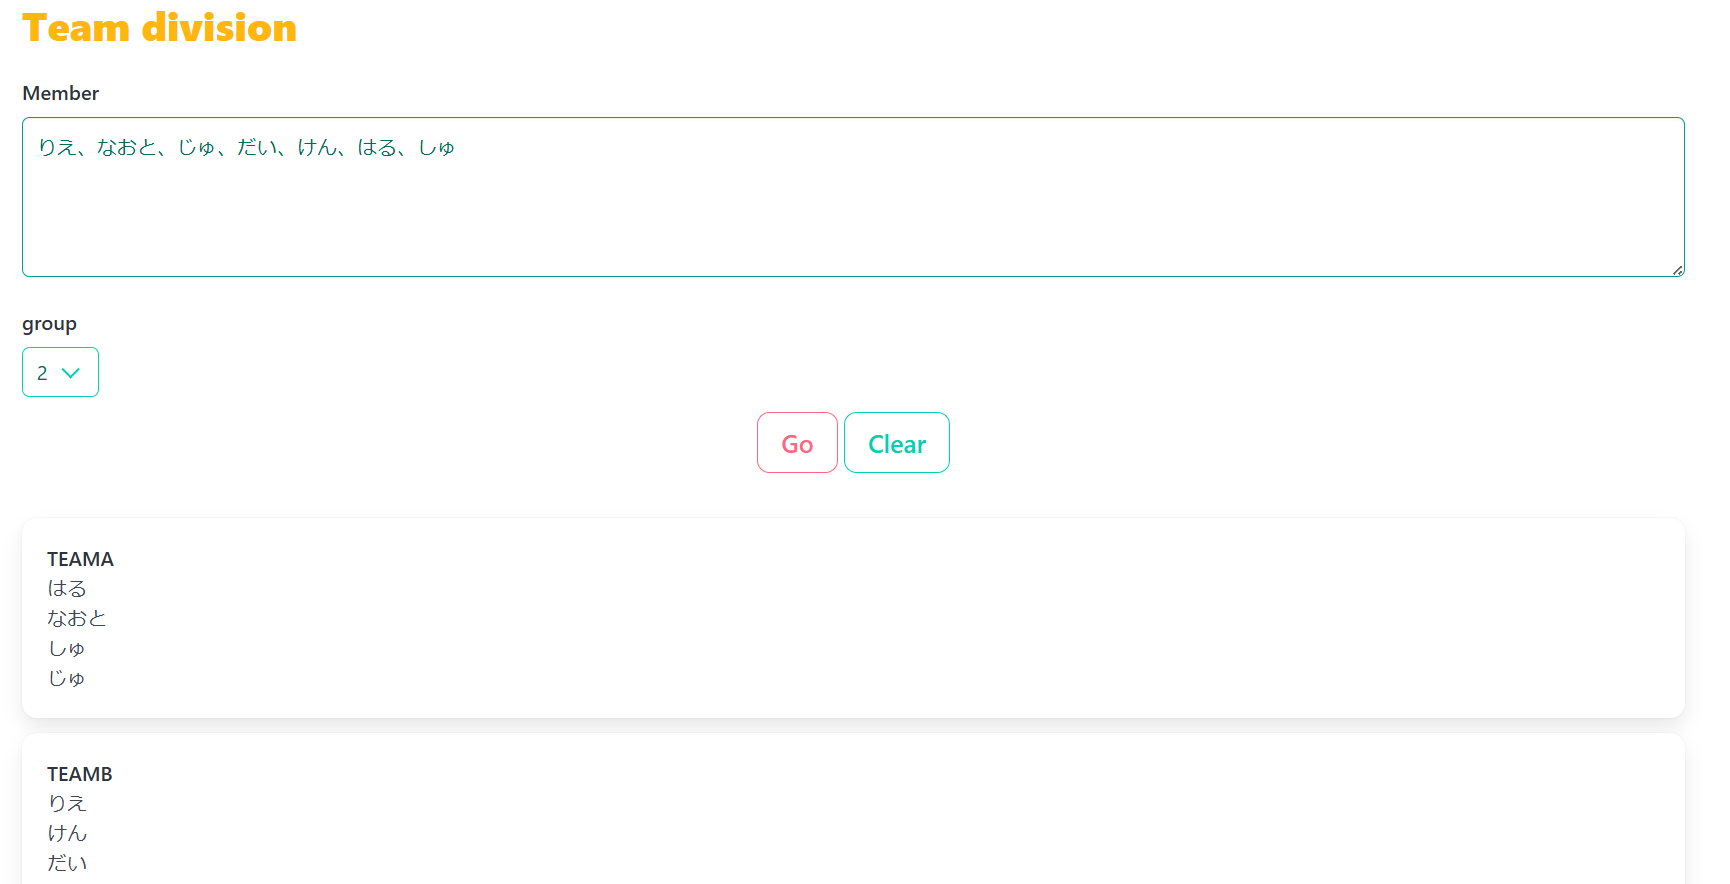 Team division
Member
りえ、なおと、じゅ、だい、けん、はる、しゅ
group
2
Go Clear
TEAMA
はる
なおと
しゅ
じゅ
TEAMB
りえ
けん
だい